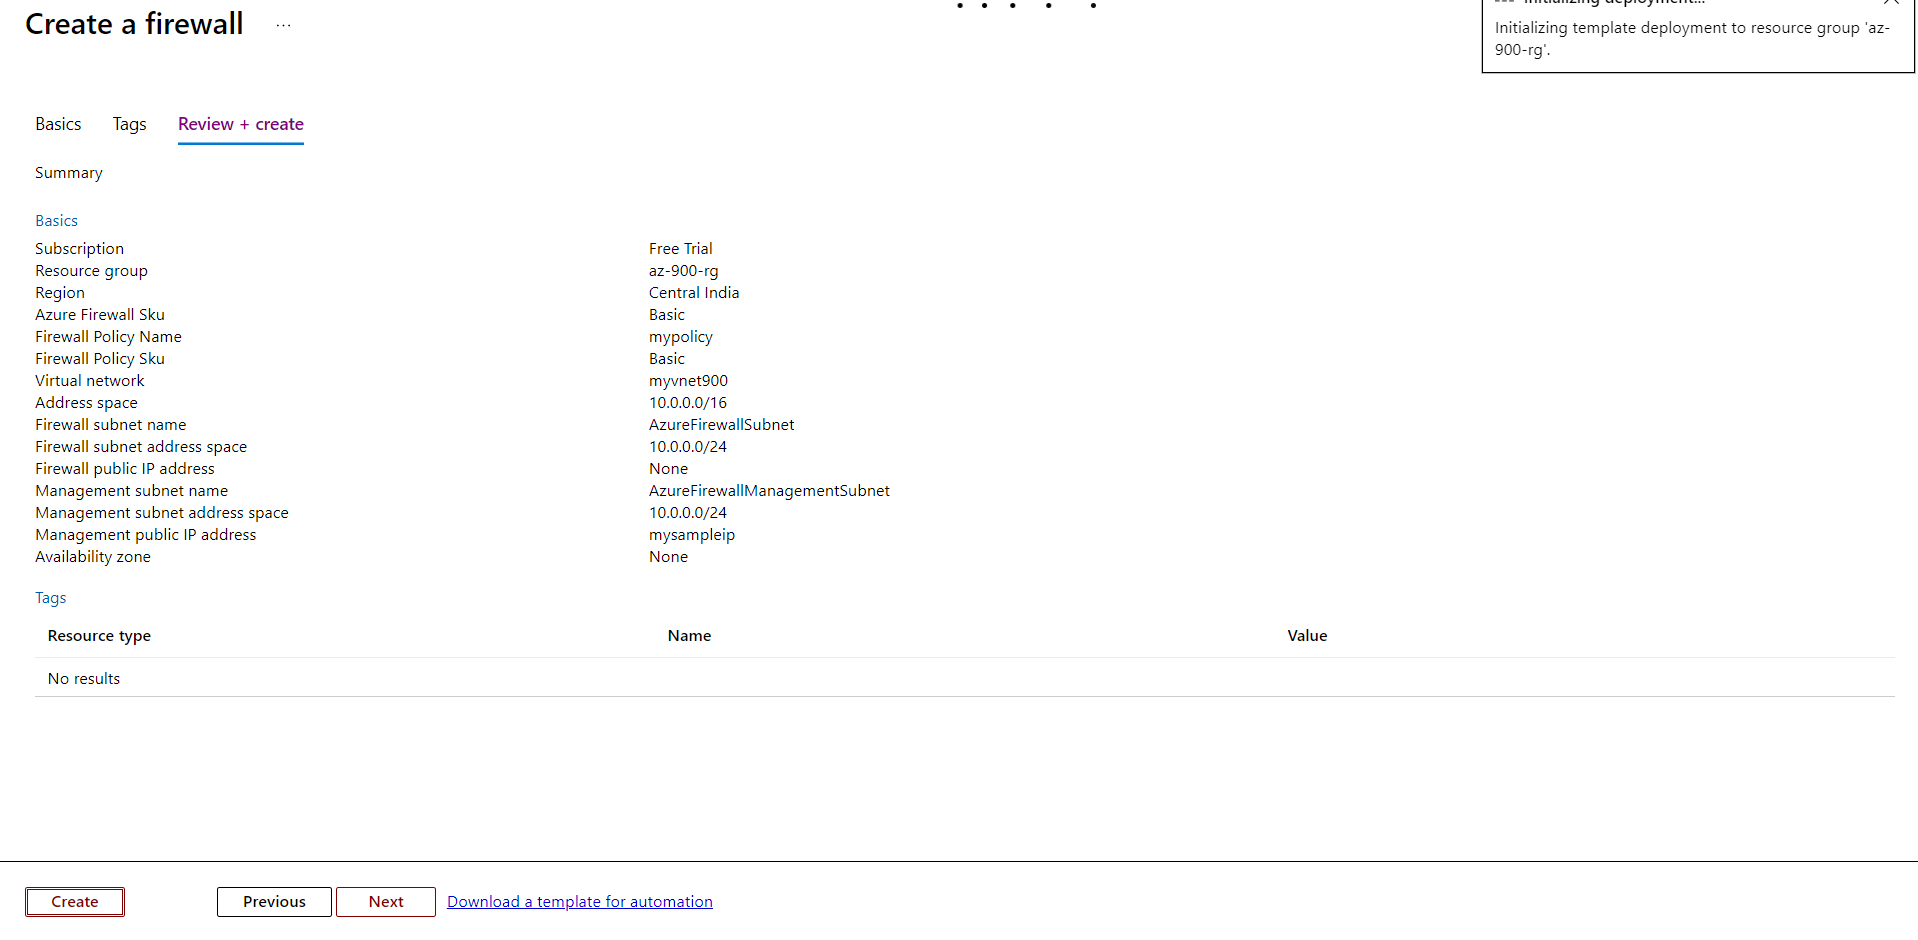 Create a firewall ...
Initializing deployment...
Initializing template deployment to resource group 'az-
900-rg'.
Basics Tags Review + create
Summary
Basics
Subscription Free Trial
Resource group az-900-rg
Region Central India
Azure Firewall Sku Basic
Firewall Policy Name mypolicy
Firewall Policy Sku Basic
Virtual network myvnet900
Address space 10.0.0.0/16
Firewall subnet name AzureFirewallSubnet
Firewall subnet address space 10.0.0.0/24
Firewall public IP address None
Management subnet name AzureFirewallManagementSubnet
Management subnet address space 10.0.0.0/24
Management public IP address mysampleip
Availability zone None
Tags
Resource type Name Value
No results
Create Previous Next Download a template for automation